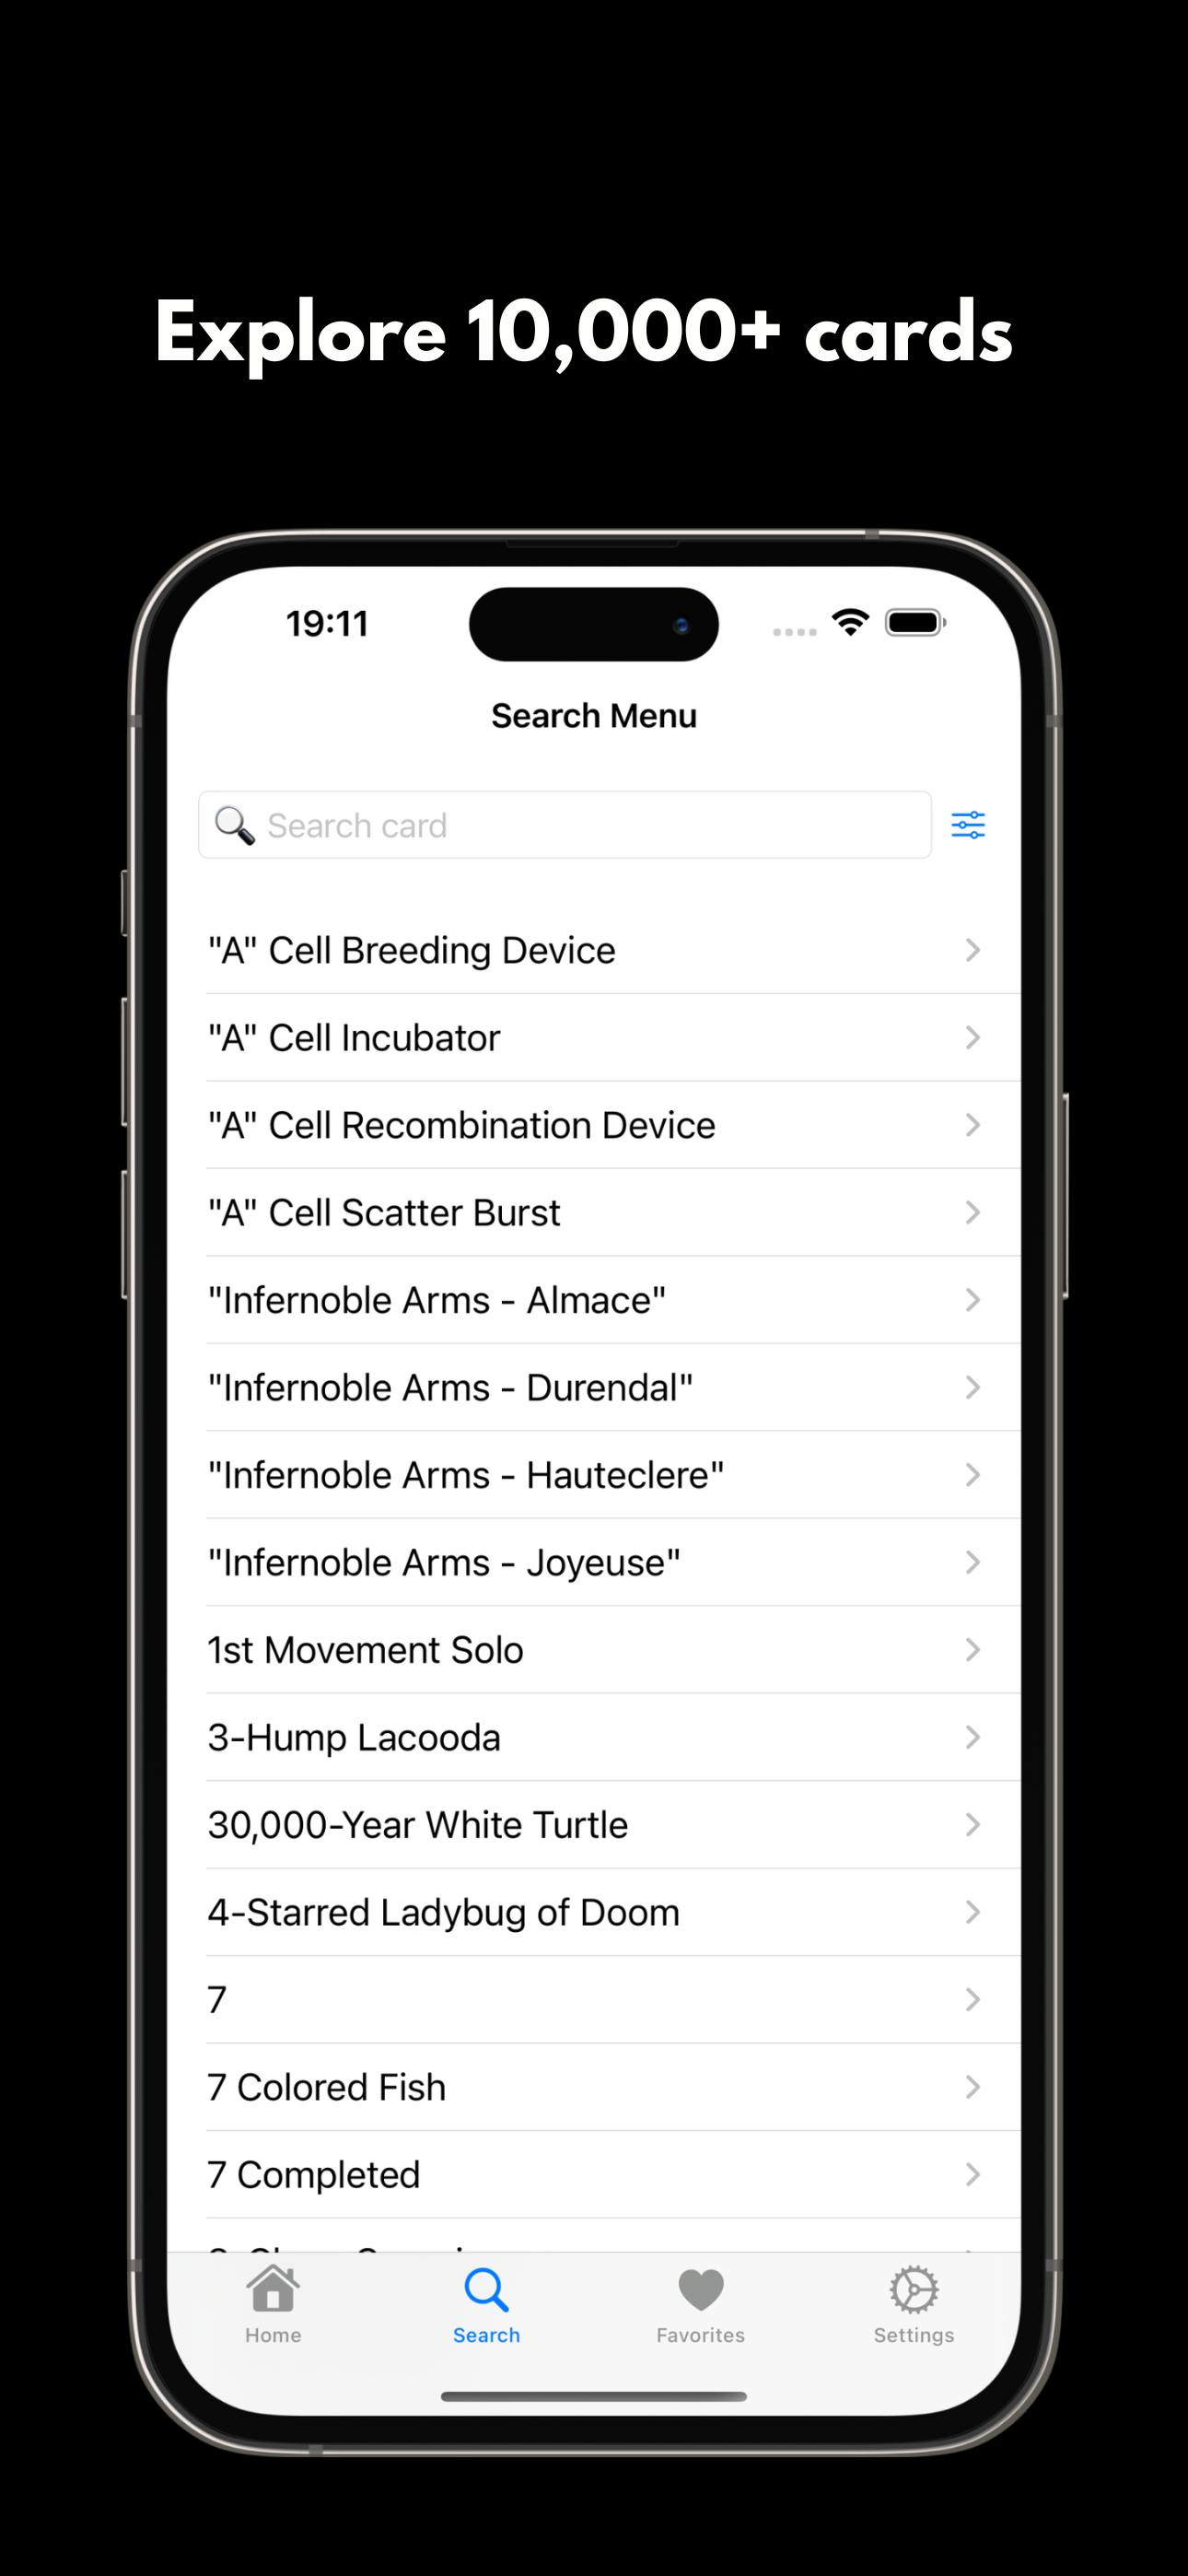 Explore 10,000+ cards
19:11
Search Menu
Search card
"A" Cell Breeding Device
"A" Cell Incubator
"A" Cell Recombination Device
"A" Cell Scatter Burst
"Infernoble Arms - Almace"
"Infernoble Arms - Durendal"
"Infernoble Arms - Hauteclere"
"Infernoble Arms - Joyeuse"
1st Movement Solo
3-Hump Lacooda
30,000-Year White Turtle
4-Starred Ladybug of Doom
7
7 Colored Fish
7 Completed
Home
Search
Favorites
Settings